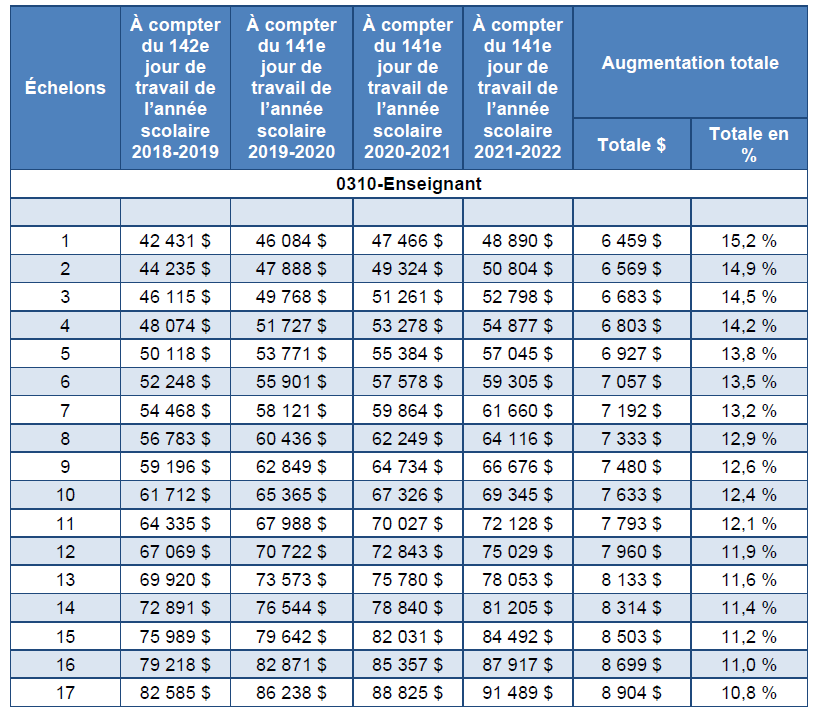 Échelons
À compter du 142e jour de travail de l'année scolaire 2018-2019
À compter du 141e jour de travail de l'année scolaire 2019-2020
À compter du 141e jour de travail de l'année scolaire 2020-2021
À compter du 141e jour de travail de l'année scolaire 2021-2022
Augmentation totale
Totale $
Totale en %
0310-Enseignant
1 42 431 $ 46 084 $ 47 466 $ 48 890 $ 6 459 $ 15,2 %
2 44 235 $ 47 888 $ 49 324 $ 50 804 $ 6 569 $ 14,9 %
3 46 115 $ 49 768 $ 51 261 $ 52 798 $ 6 683 $ 14,5 %
4 48 074 $ 51 727 $ 53 278 $ 54 877 $ 6 803 $ 14,2 %
5 50 118 $ 53 771 $ 55 384 $ 57 045 $ 6 927 $ 13,8 %
6 52 248 $ 55 901 $ 57 578 $ 59 305 $ 7 057 $ 13,5 %
7 54 468 $ 58 121 $ 59 864 $ 61 660 $ 7 192 $ 13,2 %
8 56 783 $ 60 436 $ 62 249 $ 64 116 $ 7 333 $ 12,9 %
9 59 196 $ 62 849 $ 64 734 $ 66 676 $ 7 480 $ 12,6 %
10 61 712 $ 65 365 $ 67 326 $ 69 345 $ 7 633 $ 12,4 %
11 64 335 $ 67 988 $ 70 027 $ 72 128 $ 7 793 $ 12,1 %
12 67 069 $ 70 722 $ 72 843 $ 75 029 $ 7 960 $ 11,9 %
13 69 920 $ 73 573 $ 75 780 $ 78 053 $ 8 133 $ 11,6 %
14 72 891 $ 76 544 $ 78 840 $ 81 205 $ 8 314 $ 11,4 %
15 75 989 $ 79 642 $ 82 031 $ 84 492 $ 8 503 $ 11,2 %
16 79 218 $ 82 871 $ 85 357 $ 87 917 $ 8 699 $ 11,0 %
17 82 585 $ 86 238 $ 88 825 $ 91 489 $ 8 904 $ 10,8 %